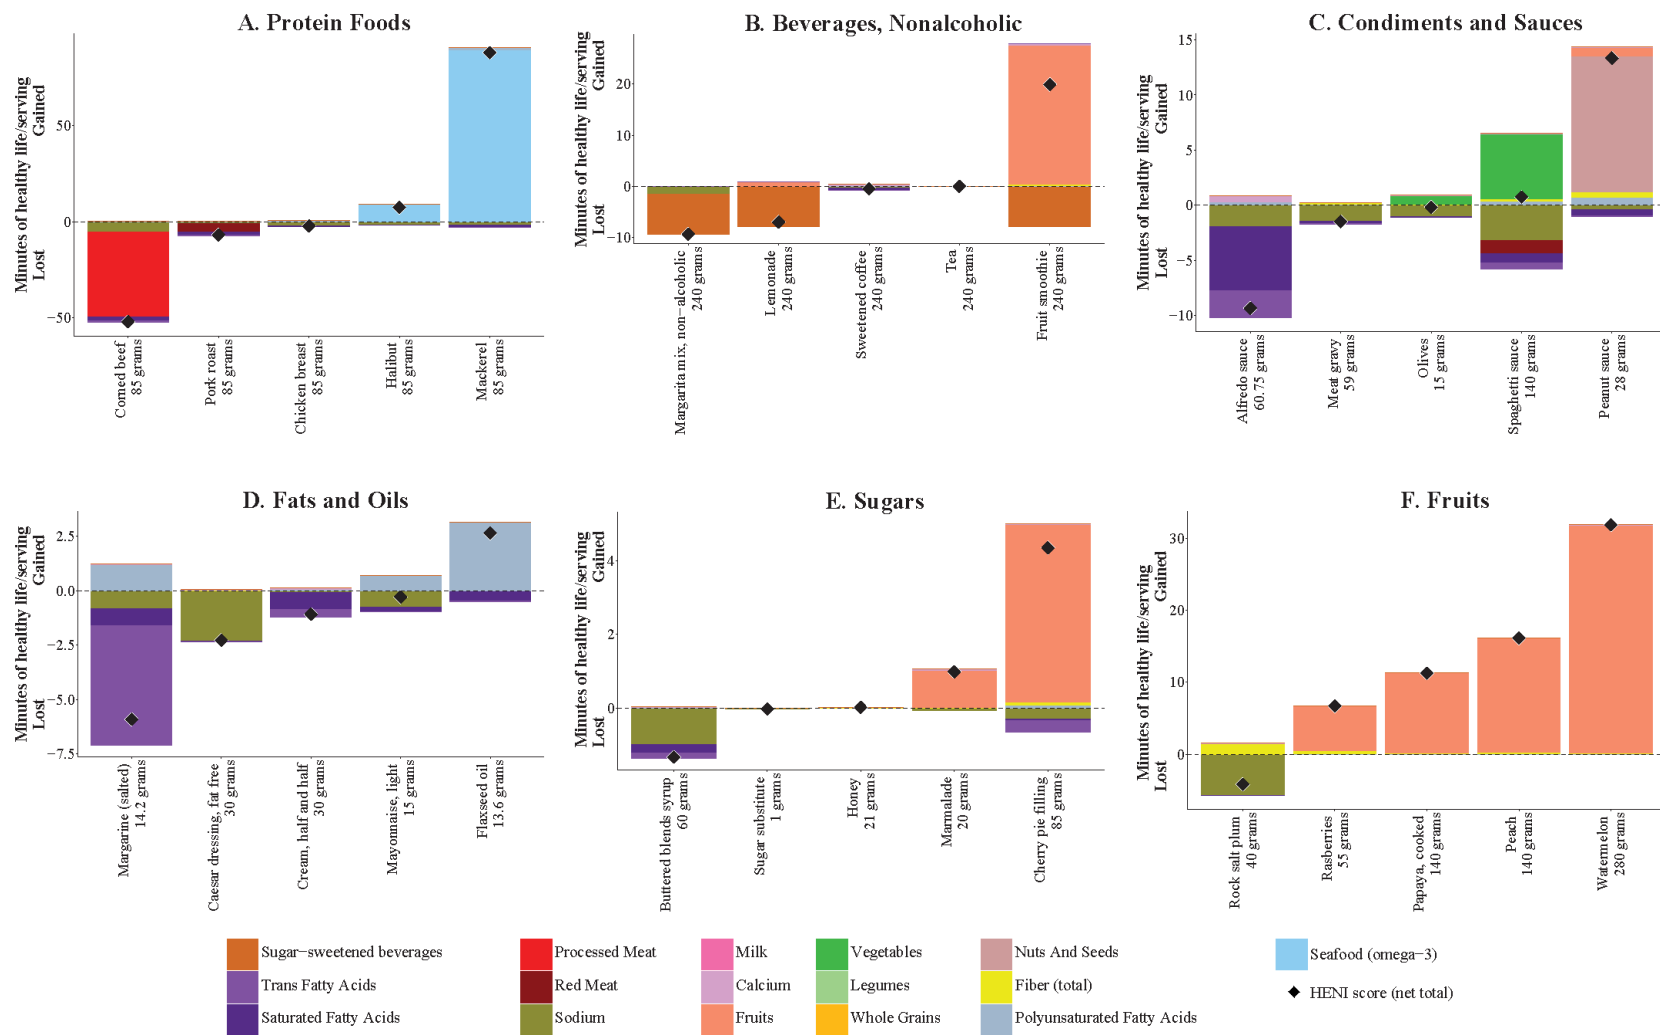 A. Protein Foods
Minutes of healthy life/serving
Lost Gained
50
0
−50
Corned beef
85 grams
Pork roast
85 grams
Chicken breast
85 grams
Halibut
85 grams
Mackerel
85 grams
B. Beverages, Nonalcoholic
Minutes of healthy life/serving
Lost Gained
20
10
0
−10
Margarita mix, non−alcoholic
240 grams
Lemonade
240 grams
Sweetened coffee
240 grams
Tea
240 grams
Fruit smoothie
240 grams
C. Condiments and Sauces
Minutes of healthy life/serving
Lost Gained
15
10
5
0
−5
−10
Alfredo sauce
60.75 grams
Meat gravy
59 grams
Olives
15 grams
Spaghetti sauce
140 grams
Peanut sauce
28 grams
D. Fats and Oils
Minutes of healthy life/serving
Lost Gained
2.5
0.0
−2.5
−5.0
−7.5
Margarine (salted)
14.2 grams
Caesar dressing, fat free
30 grams
Cream, half and half
30 grams
Mayonnaise, light
15 grams
Flaxseed oil
13.6 grams
E. Sugars
Minutes of healthy life/serving
Lost Gained
4
2
0
Buttered blends syrup
60 grams
Sugar substitute
1 grams
Honey
21 grams
Marmalade
20 grams
Cherry pie filling
85 grams
F. Fruits
Minutes of healthy life/serving
Lost Gained
30
20
10
0
Rock salt plum
40 grams
Rasberries
55 grams
Papaya, cooked
140 grams
Peach
140 grams
Watermelon
280 grams
Sugar−sweetened beverages
Trans Fatty Acids
Saturated Fatty Acids
Processed Meat
Red Meat
Sodium
Milk
Calcium
Fruits
Vegetables
Legumes
Whole Grains
Nuts And Seeds
Fiber (total)
Polyunsaturated Fatty Acids
Seafood (omega−3)
HENI score (net total)